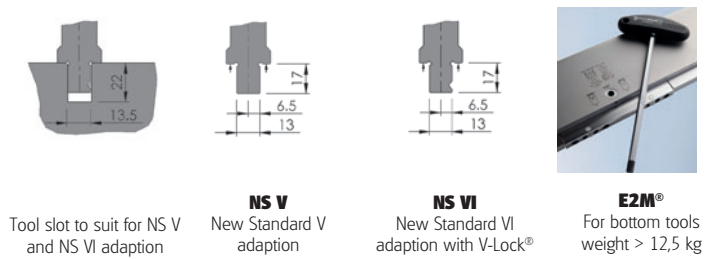 22
13.5
17
6.5
13
17
6.5
13
Tool slot to suit for NS V
and NS VI adaption
NS V
New Standard V
adaption
NS VI
New Standard VI
adaption with V-Lock®
E2M®
For bottom tools
weight > 12,5 kg